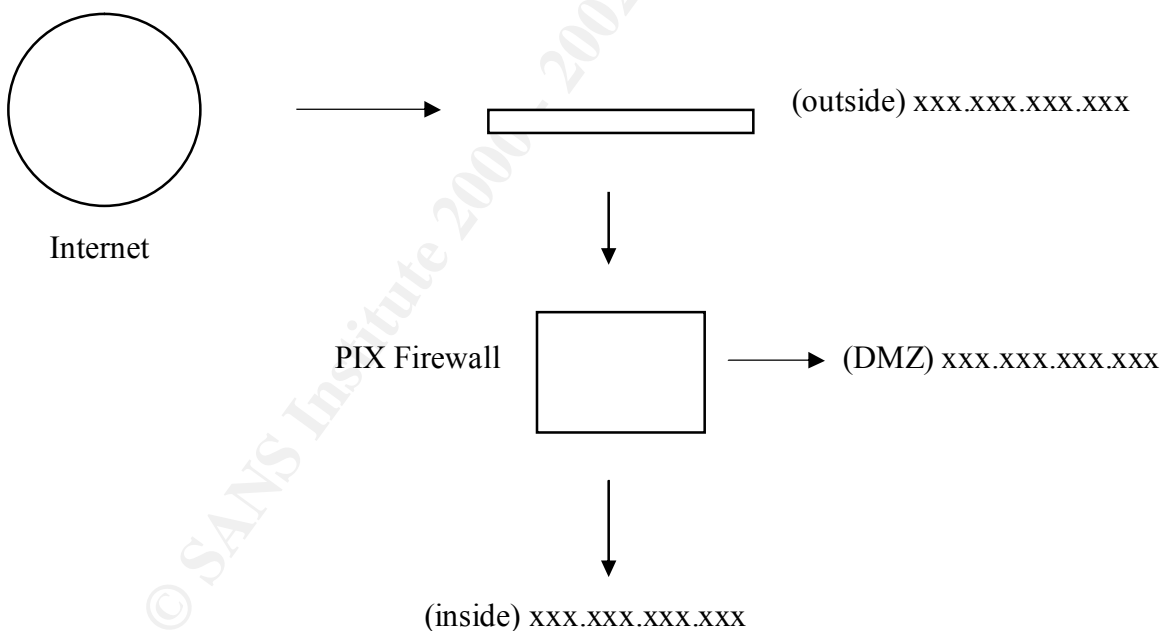 (outside) xxx.xxx.xxx.xxx
Internet
PIX Firewall
(DMZ) xxx.xxx.xxx.xxx
(inside) xxx.xxx.xxx.xxx
© SANS Institute 2000 - 2002